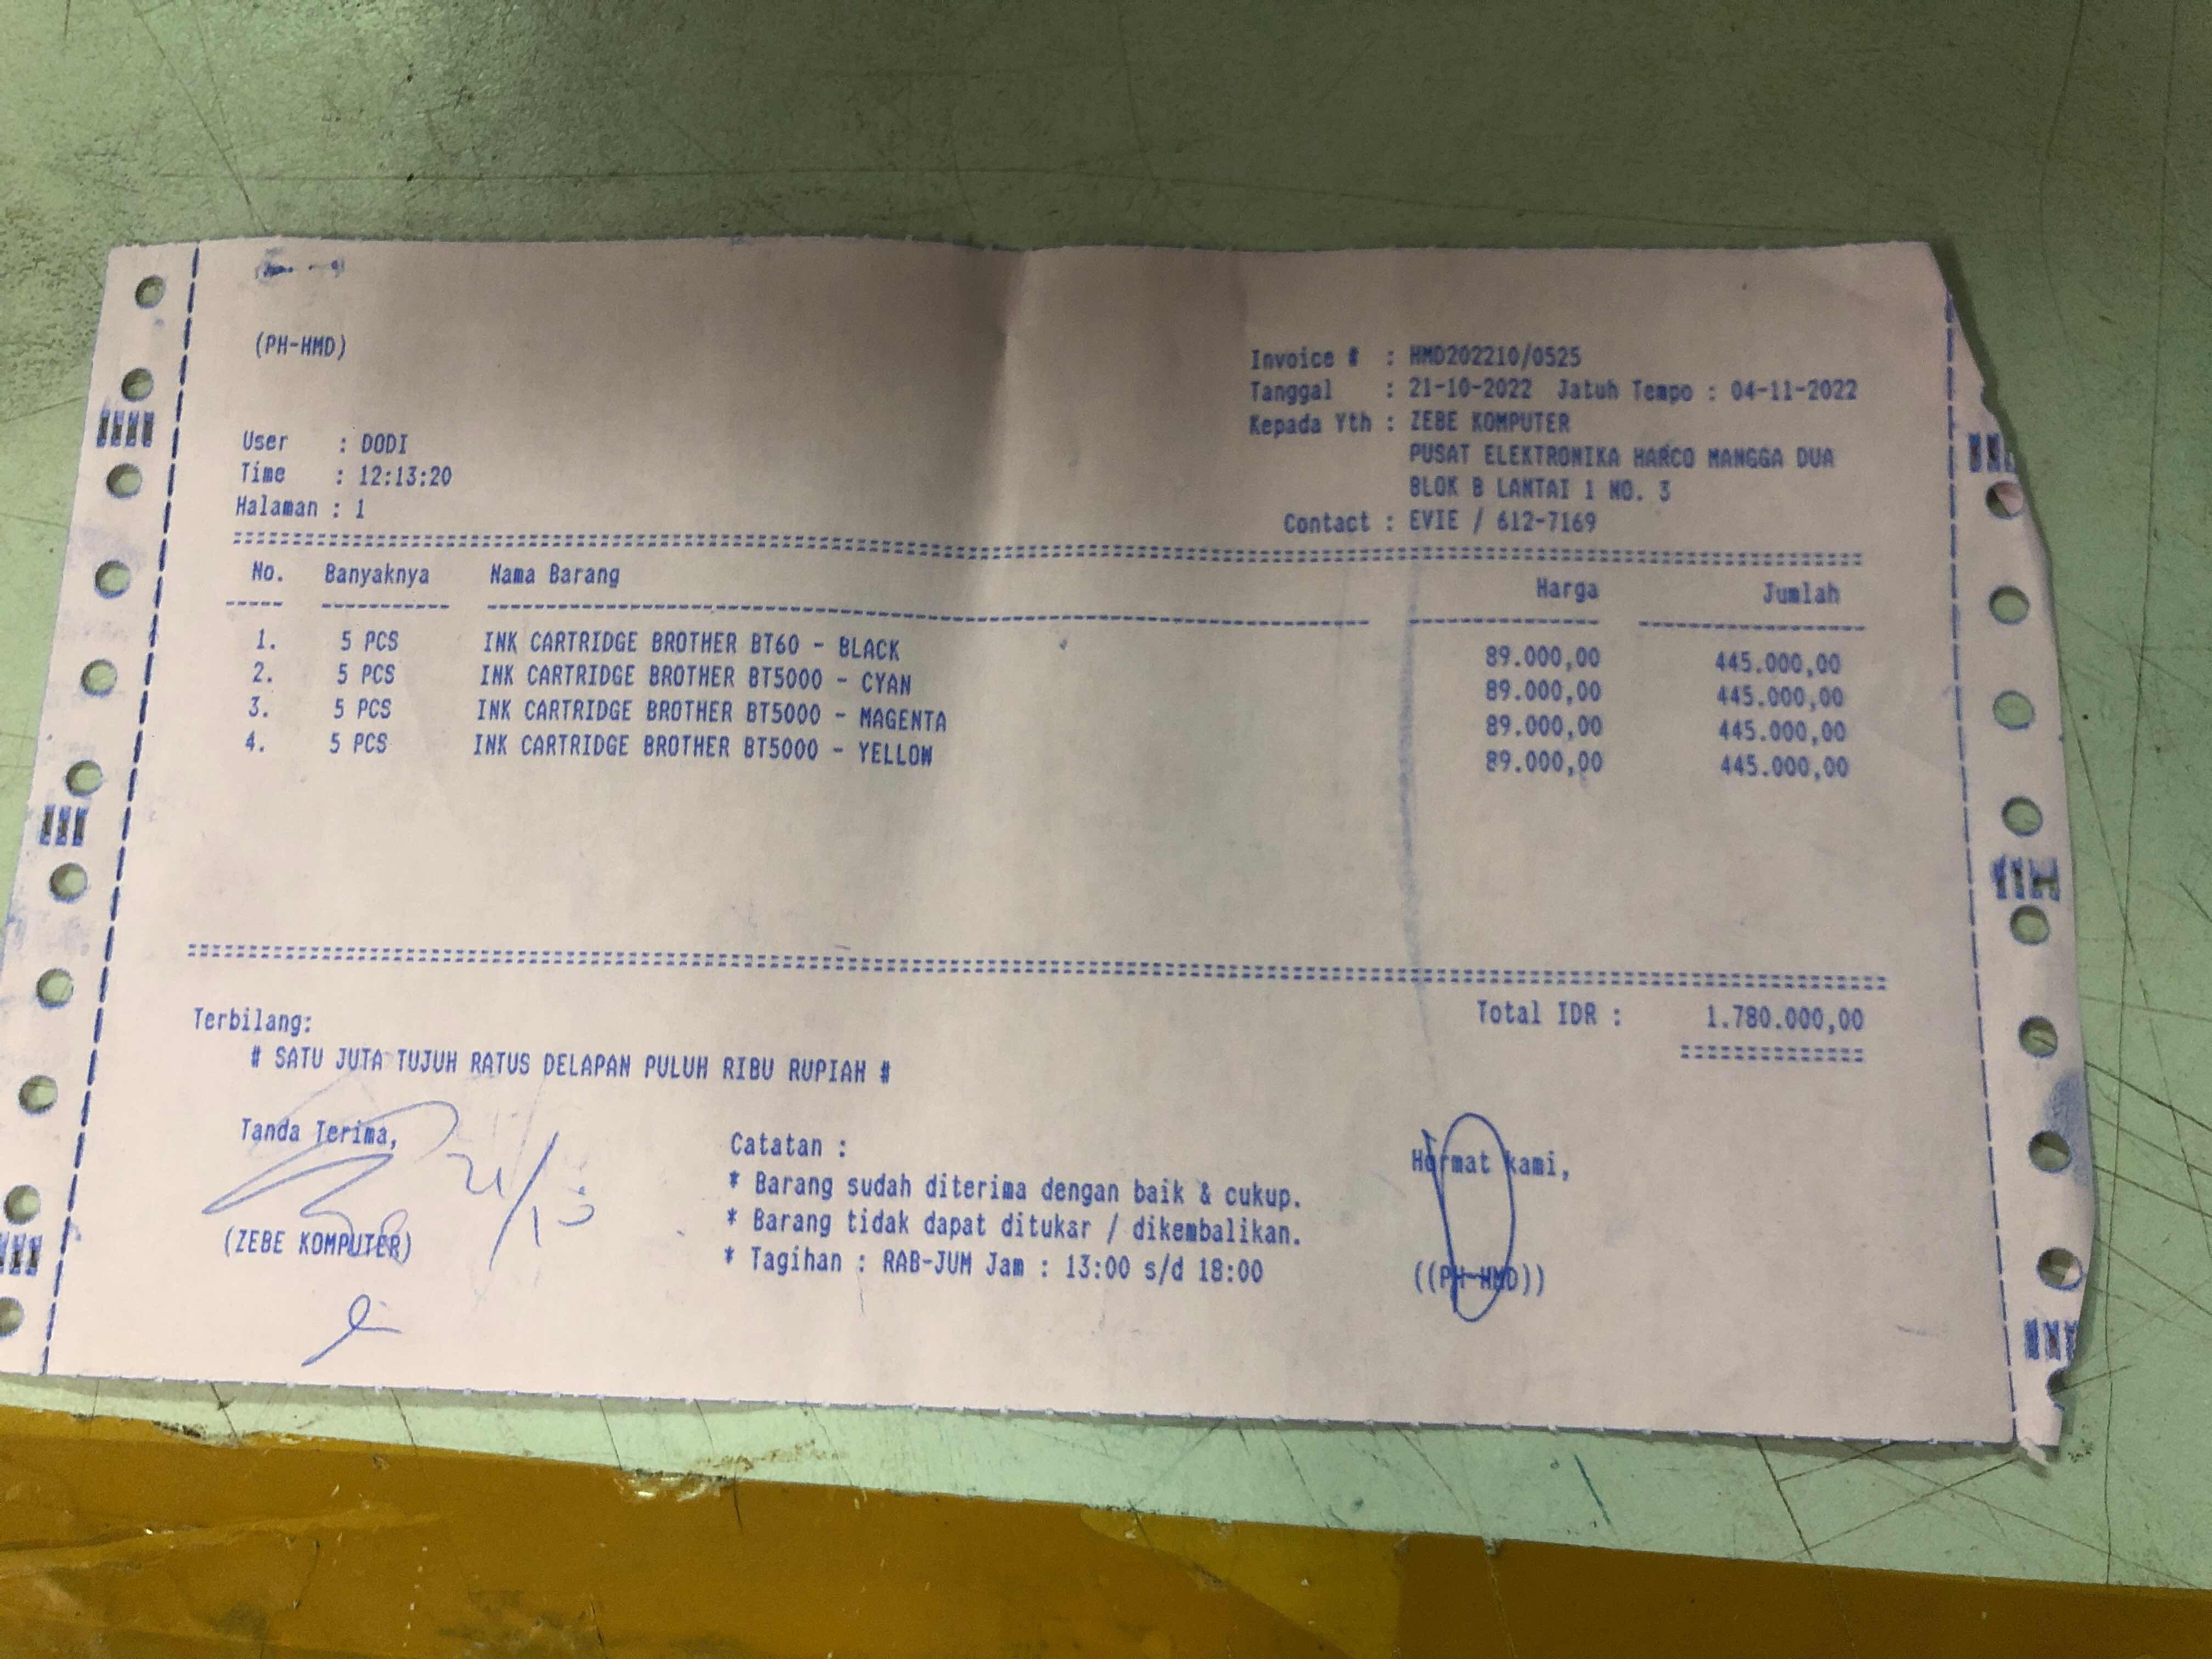 (PH-HMD)
Invoice # : HMD202210/0525
Tanggal : 21-10-2022 Jatuh Tempo : 04-11-2022
Kepada Yth : ZEBE KOMPUTER
PUSAT ELEKTRONIKA HARCO MANGGA DUA
BLOK B LANTAI 1 NO. 3
Contact : EVIE / 612-7169
User : DODI
Time : 12:13:20
Halaman : 1
No. Banyaknya Nama Barang Harga Jumlah
1. 5 PCS INK CARTRIDGE BROTHER BT60 - BLACK 89.000,00 445.000,00
2. 5 PCS INK CARTRIDGE BROTHER BT5000 - CYAN 89.000,00 445.000,00
3. 5 PCS INK CARTRIDGE BROTHER BT5000 - MAGENTA 89.000,00 445.000,00
4. 5 PCS INK CARTRIDGE BROTHER BT5000 - YELLOW 89.000,00 445.000,00
Total IDR : 1.780.000,00
Terbilang:
# SATU JUTA TUJUH RATUS DELAPAN PULUH RIBU RUPIAH #
Tanda Terima,
(ZEBE KOMPUTER)
Catatan :
* Barang sudah diterima dengan baik & cukup.
* Barang tidak dapat ditukar / dikembalikan.
* Tagihan : RAB-JUM Jam : 13:00 s/d 18:00
Hormat kami,
((PH-HMD))